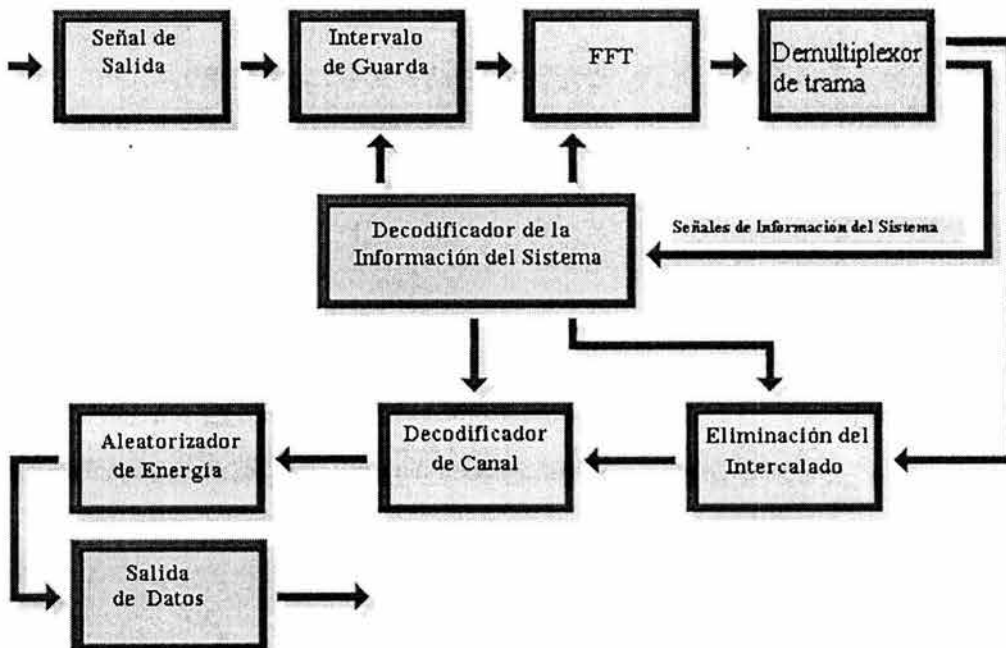 Señal de
Salida
Intervalo
de Guarda
FFT
Demultiplexor
de trama
Decodificador de la
Información del Sistema
Señales de Información del Sistema
Aleatorizador
de Energía
Decodificador
de Canal
Eliminación del
Intercalado
Salida
de Datos